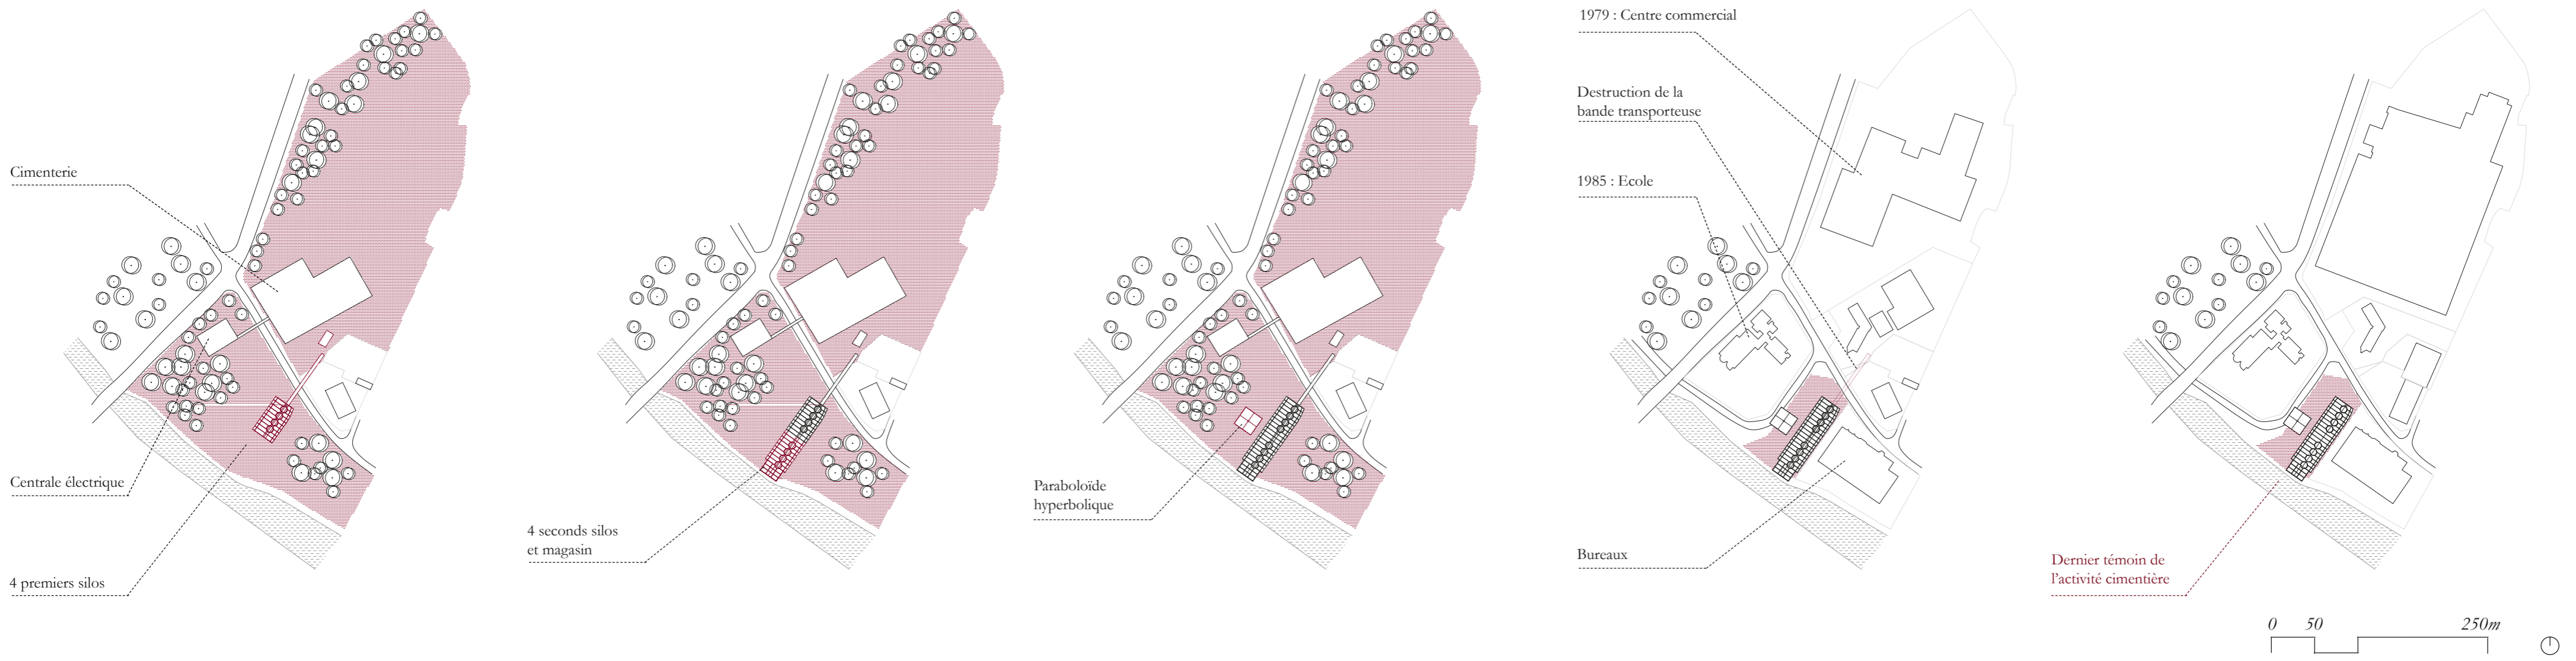 Cimenterie
Centrale électrique
4 premiers silos
4 seconds silos
et magasin
Paraboloïde
hyperbolique
1979 : Centre commercial
Destruction de la
bande transporteuse
1985 : Ecole
Bureaux
Dernier témoin de
l'activité cimentière
0 50 250m